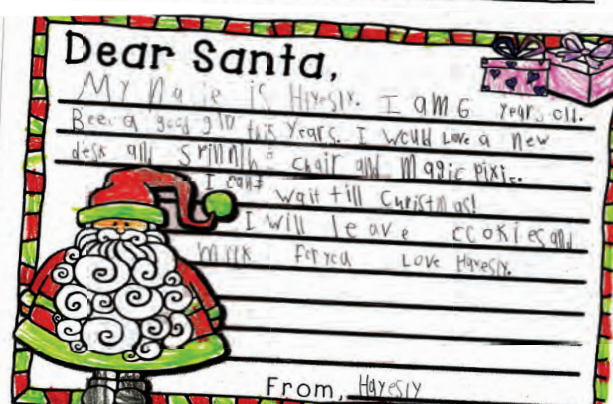 Dear Santa,
My Name is Hayesly. I am 6 years old.
Been a good girl this years. I would Love a new
desk and spinning chair and Magic pixie.
I can't wait till Christmas!
I will leave cookies and
milk for you Love Hayesly.
From, Hayesly